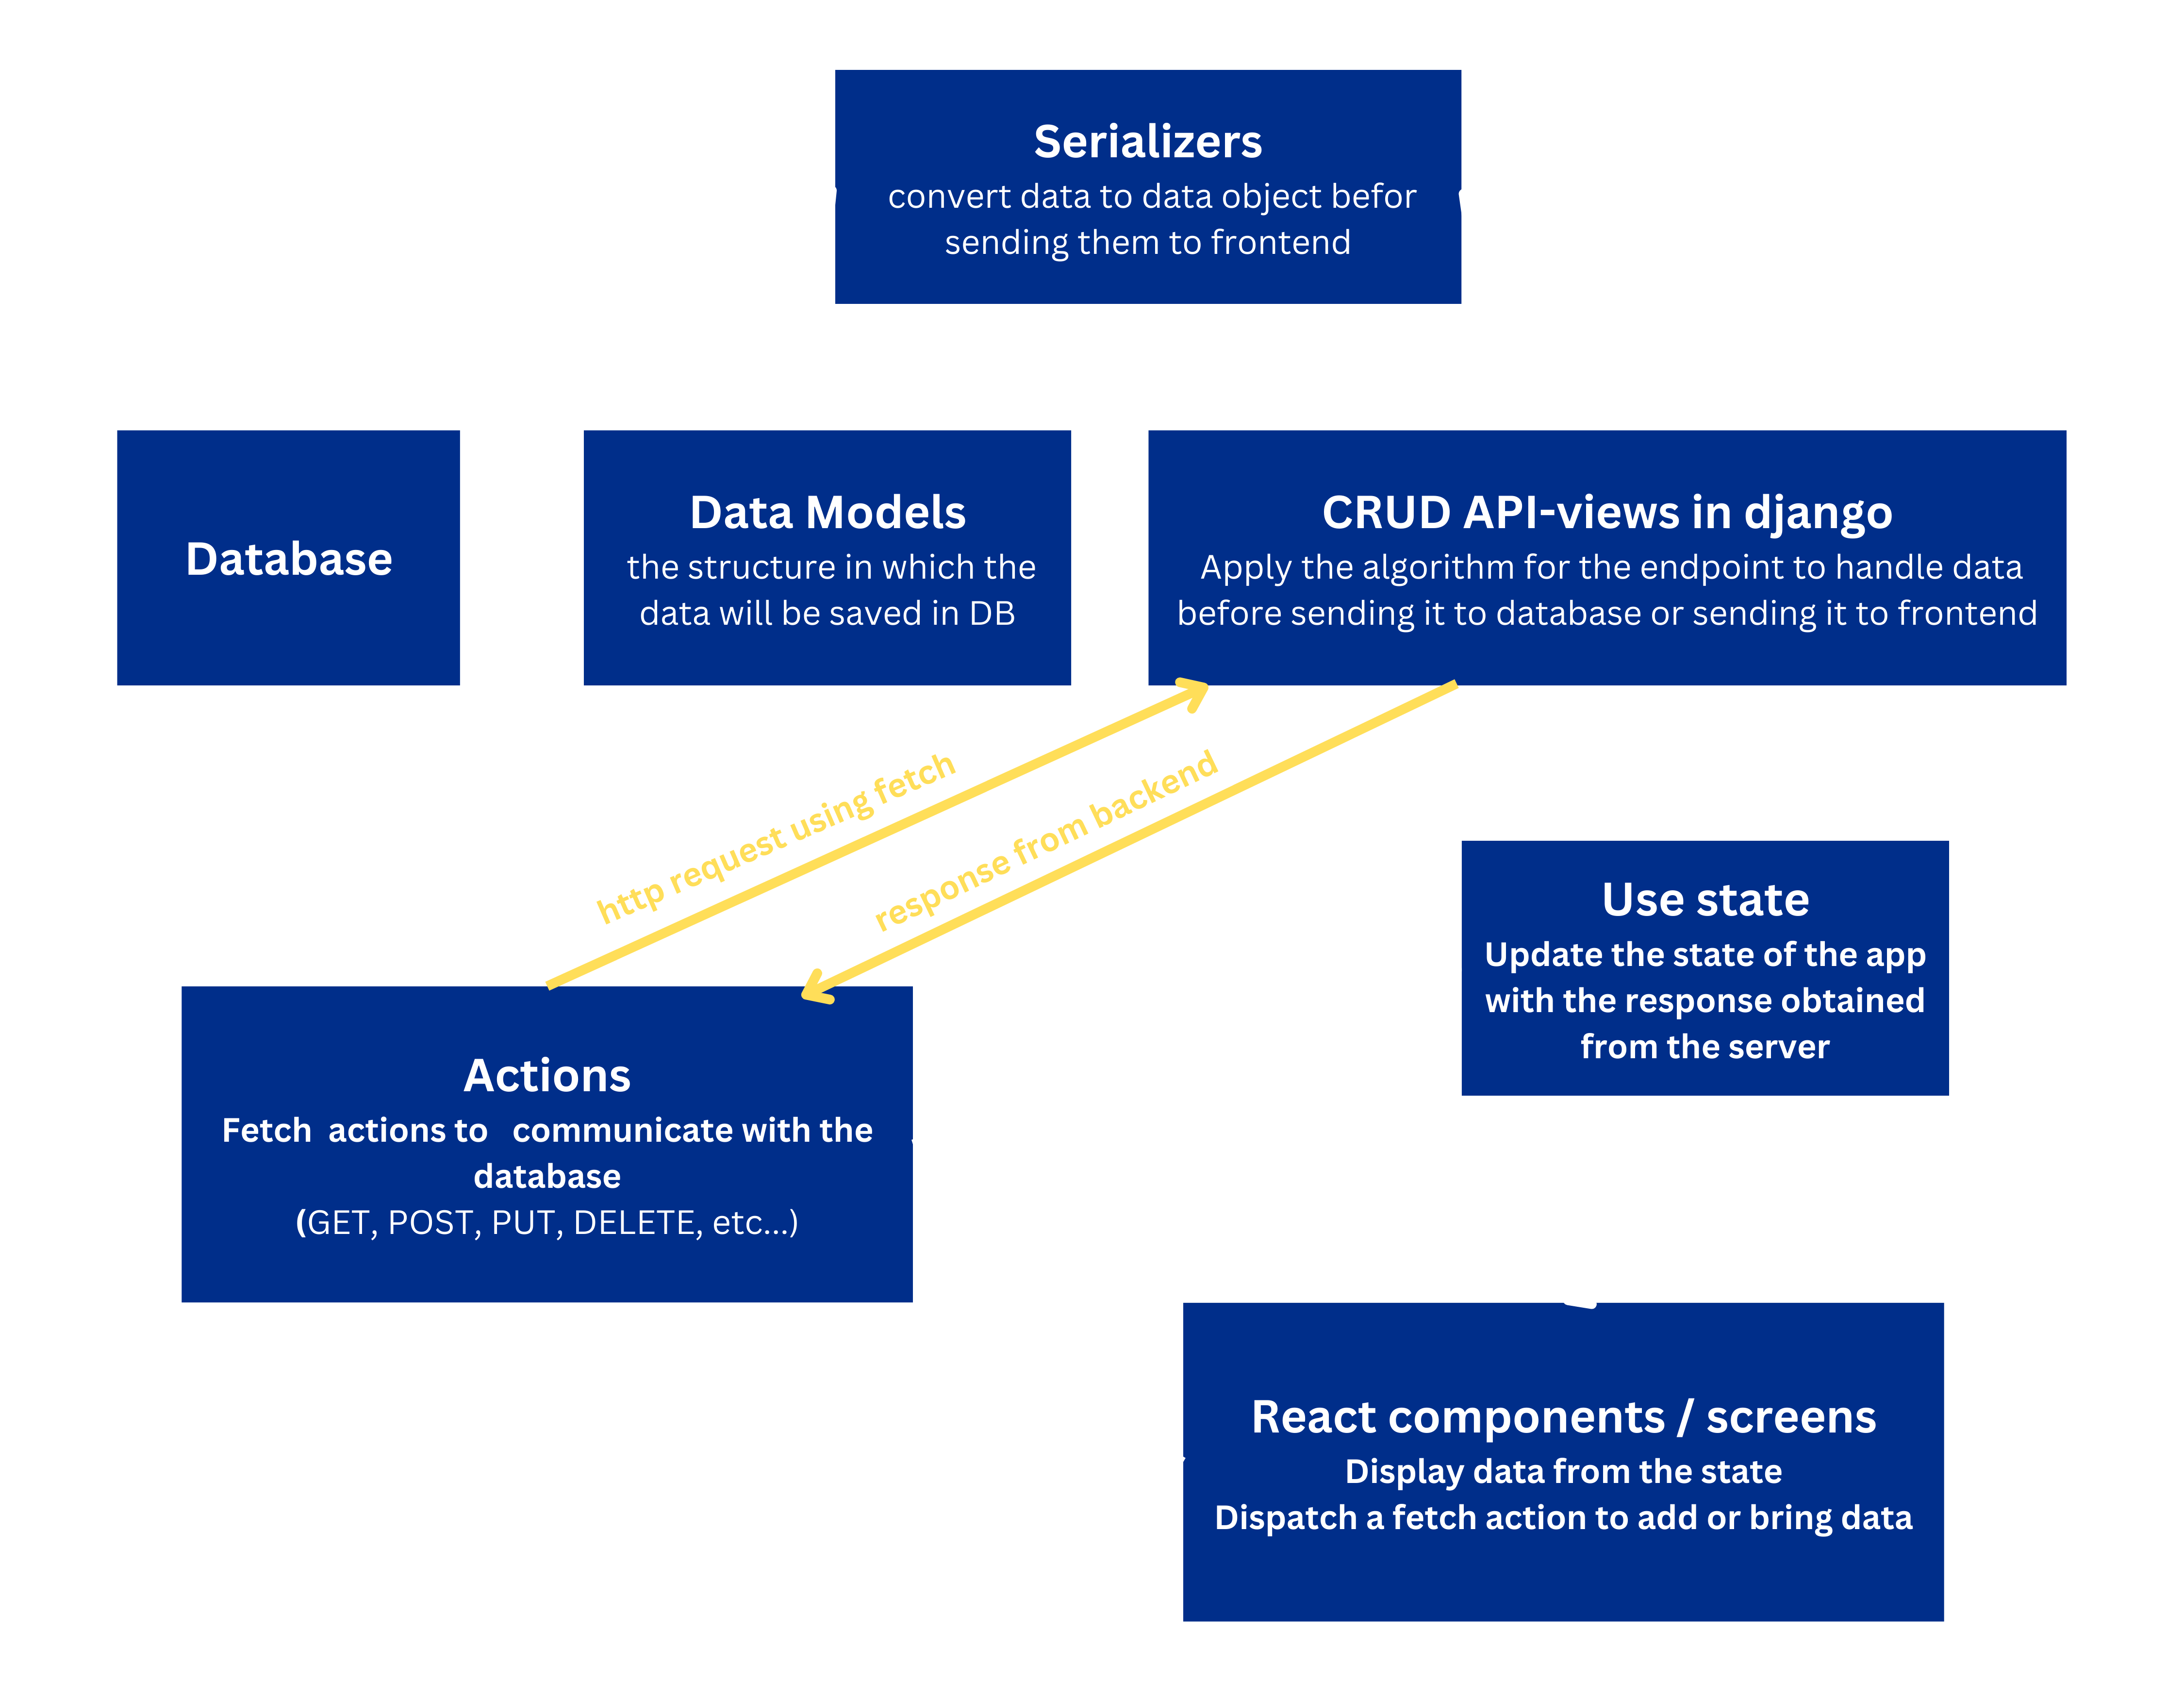 Serializers
convert data to data object befor
sending them to frontend
Database
Data Models
the structure in which the
data will be saved in DB
CRUD API-views in django
Apply the algorithm for the endpoint to handle data
before sending it to database or sending it to frontend
http request using fetch
response from backend
Use state
Update the state of the app
with the response obtained
from the server
Actions
Fetch actions to communicate with the
database
(GET, POST, PUT, DELETE, etc...)
React components / screens
Display data from the state
Dispatch a fetch action to add or bring data